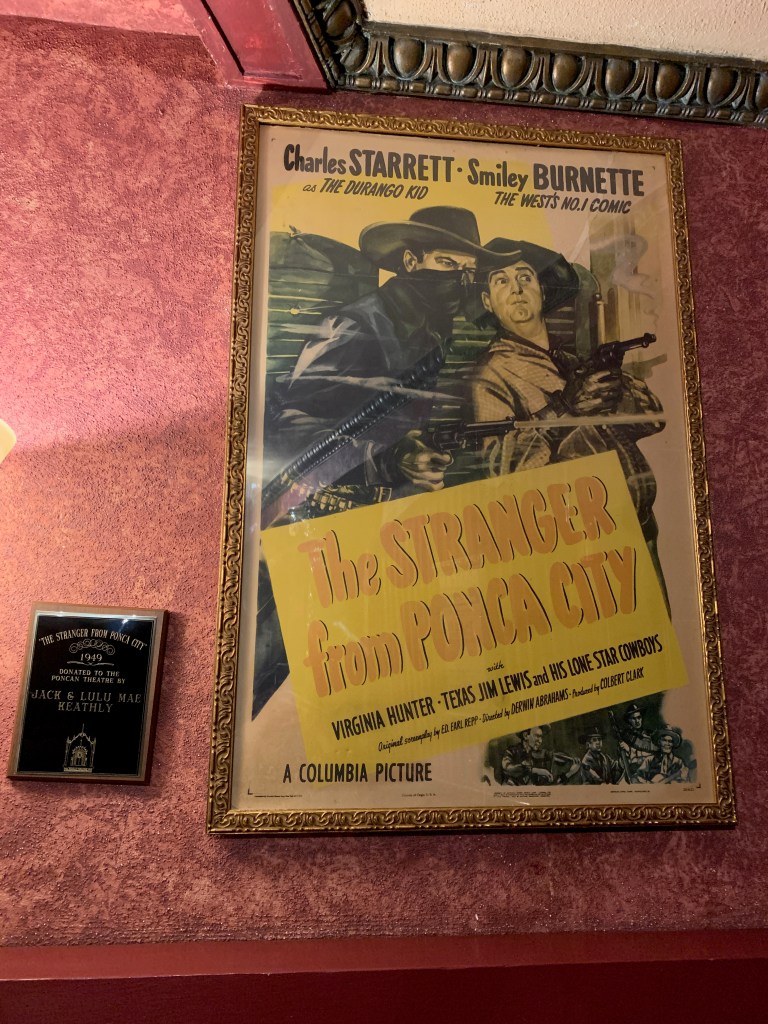 Charles STARRETT · Smiley BURNETTE
as THE DURANGO KID
THE WEST'S NO.1 COMIC
The STRANGER
from PONCA CITY
with
VIRGINIA HUNTER · TEXAS JIM LEWIS and HIS LONE STAR COWBOYS
Original screenplay by ED. EARL REPP · Directed by DERWIN ABRAHAMS · Produced by COLBERT CLARK
A COLUMBIA PICTURE
"THE STRANGER FROM PONCA CITY"
1949
DONATED TO THE
PONCAN THEATRE BY
JACK & LULU MAE
KEATHLY